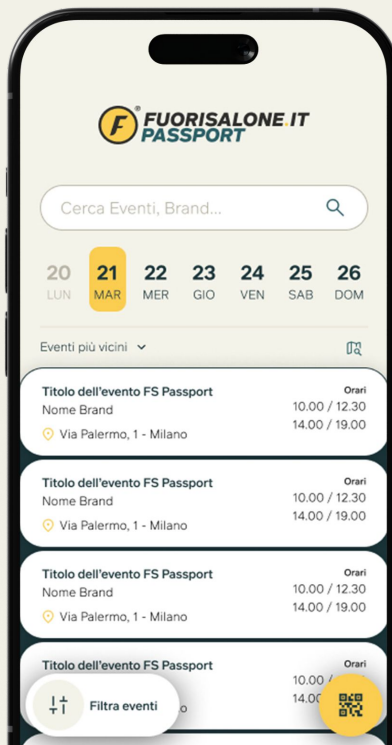 F
FUORISALONE.IT
PASSPORT
Cerca Eventi, Brand...
20 21 22 23 24 25 26
LUN MAR MER GIO VEN SAB DOM
Eventi più vicini
Titolo dell'evento FS Passport Orari
Nome Brand 10.00 / 12.30
Via Palermo, 1 - Milano 14.00 / 19.00
Titolo dell'evento FS Passport Orari
Nome Brand 10.00 / 12.30
Via Palermo, 1 - Milano 14.00 / 19.00
Titolo dell'evento FS Passport Orari
Nome Brand 10.00 / 12.30
Via Palermo, 1 - Milano 14.00 / 19.00
Titolo dell'evento FS Passport Orari
10.00
Filtra eventi